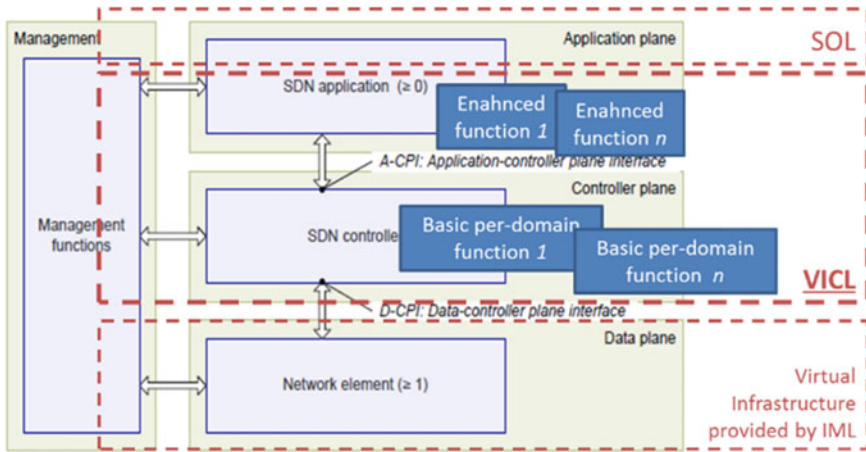 Management
Application plane
SOL
SDN application (≥ 0)
Enahnced
function 1
Enahnced
function n
A-CPI: Application-controller plane interface
Controller plane
Management
functions
SDN controlle
Basic per-domain
function 1
Basic per-domain
function n
VICL
D-CPI: Data-controller plane interface
Data plane
Network element (≥ 1)
Virtual
Infrastructure
provided by IML